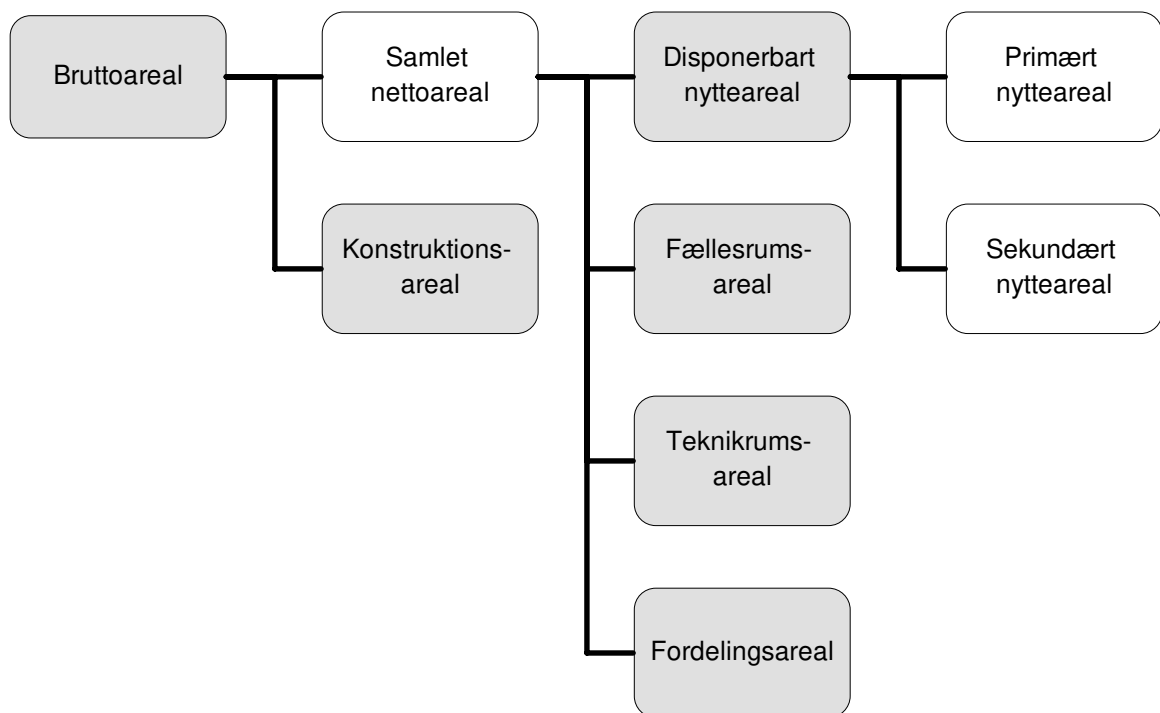 Bruttoareal
Samlet
nettoareal
Disponerbart
nytteareal
Primært
nytteareal
Konstruktions-
areal
Fællesrums-
areal
Sekundært
nytteareal
Teknikrums-
areal
Fordelingsareal